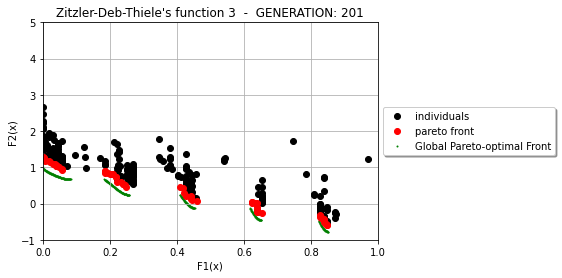 Zitzler-Deb-Thiele's function 3 - GENERATION: 201
5
4
3
2
1
0
−1
F2(x)
0.0 0.2 0.4 0.6 0.8 1.0
F1(x)
individuals
pareto front
Global Pareto-optimal Front